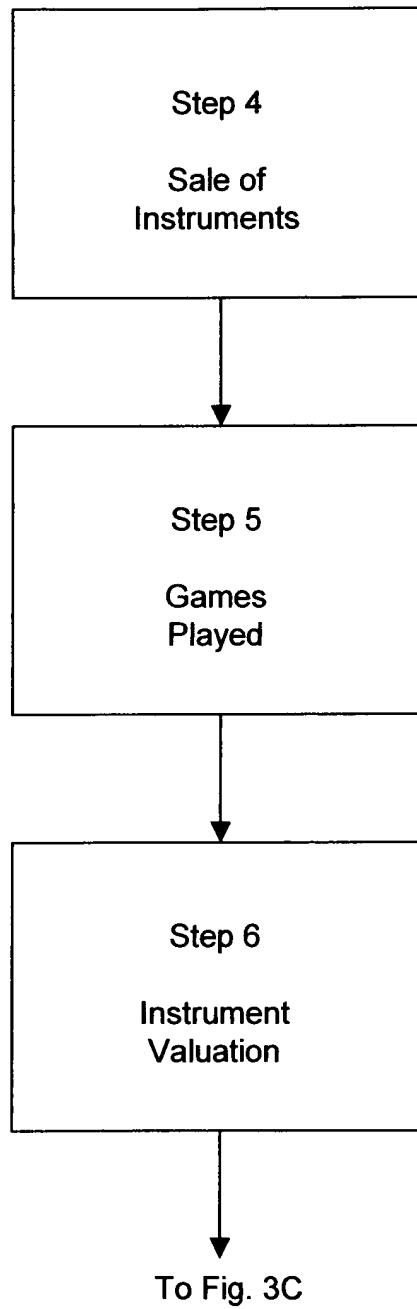 Step 4
Sale of
Instruments
Step 5
Games
Played
Step 6
Instrument
Valuation
To Fig. 3C